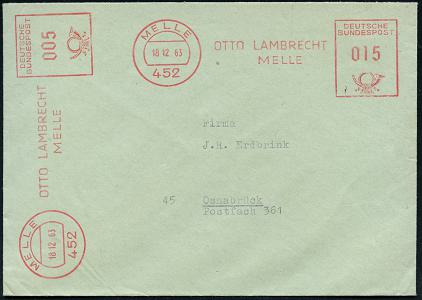 DEUTSCHE
BUNDESPOST
005
OTTO LAMBRECHT
MELLE
MELLE
18.12.63
452
MELLE
18.12.63
452
OTTO LAMBRECHT
MELLE
DEUTSCHE
BUNDESPOST
015
Firma
J.H. Erdbrink
45 Osnabrück
Postfach 361